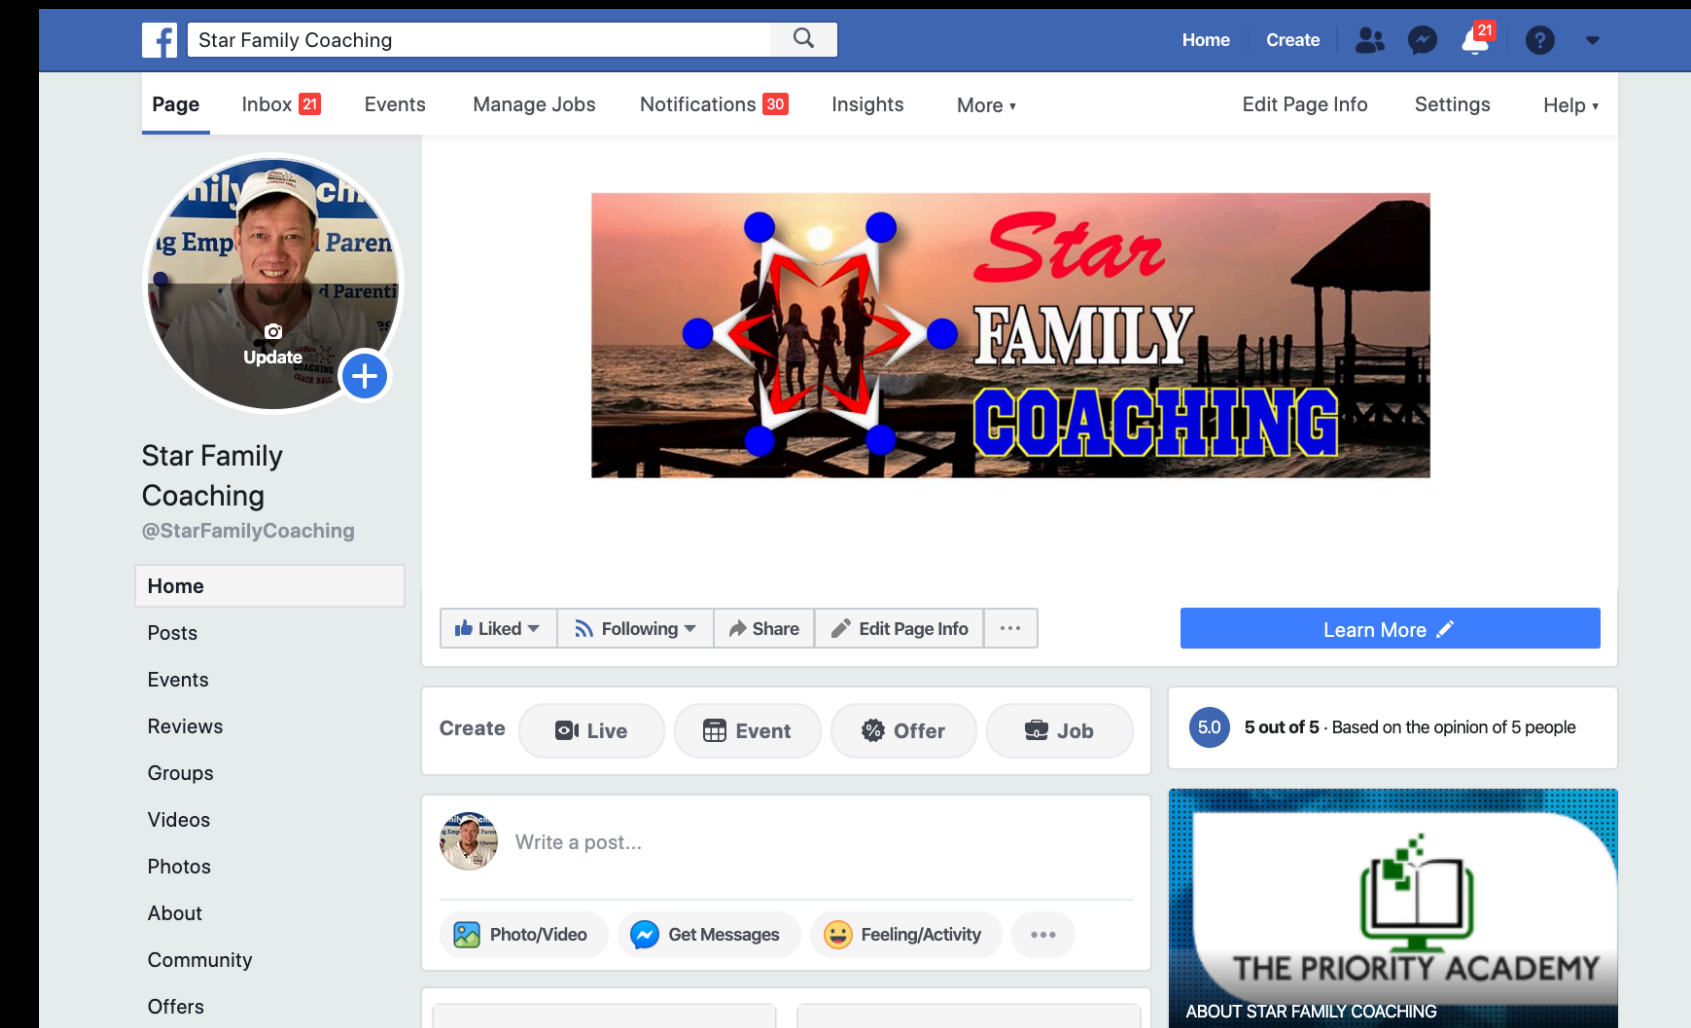 Star Family Coaching
Home
Create
21
Page
Inbox 21
Events
Manage Jobs
Notifications 30
Insights
More
Edit Page Info
Settings
Help
Update
COACH HALL
Star Family
Coaching
@StarFamilyCoaching
Star
FAMILY
COACHING
Home
Posts
Events
Reviews
Groups
Videos
Photos
About
Community
Offers
Liked
Following
Share
Edit Page Info
Learn More
Create
Live
Event
Offer
Job
Write a post...
Photo/Video
Get Messages
Feeling/Activity
5.0
5 out of 5 · Based on the opinion of 5 people
THE PRIORITY ACADEMY
ABOUT STAR FAMILY COACHING